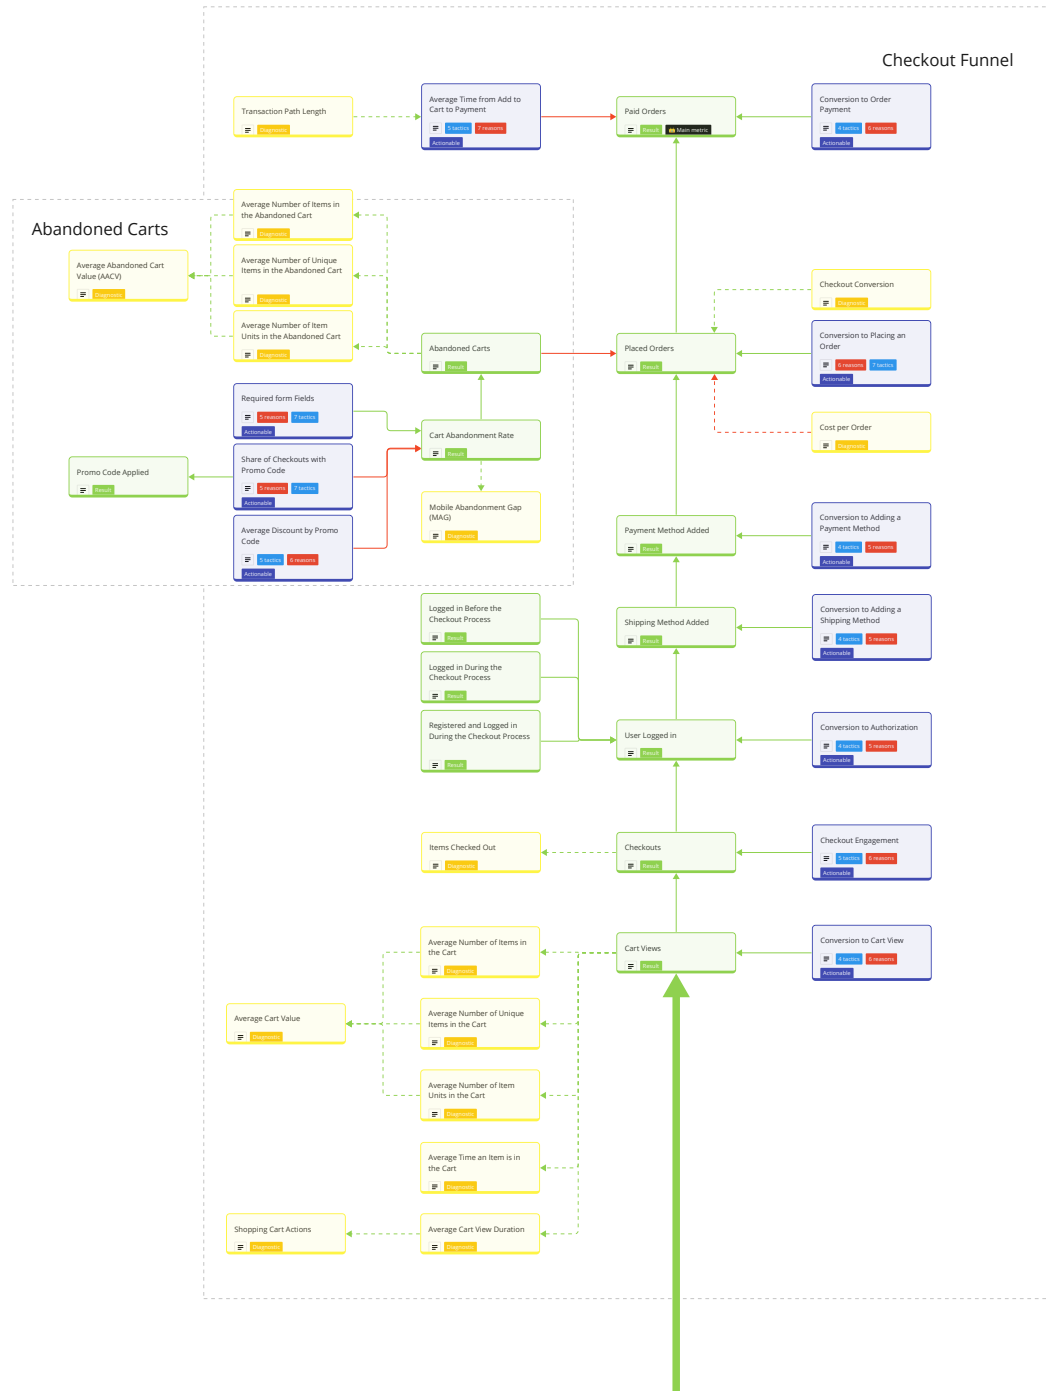 Checkout Funnel
Transaction Path Length
Diagnostic
Average Time from Add to
Cart to Payment
5 tactics
7 reasons
Actionable
Paid Orders
Result
Main metric
Conversion to Order
Payment
4 tactics
6 reasons
Actionable
Abandoned Carts
Average Number of Items in
the Abandoned Cart
Diagnostic
Average Abandoned Cart
Value (AACV)
Diagnostic
Average Number of Unique
Items in the Abandoned Cart
Diagnostic
Average Number of Item
Units in the Abandoned Cart
Diagnostic
Abandoned Carts
Result
Placed Orders
Result
Checkout Conversion
Diagnostic
Conversion to Placing an
Order
6 reasons
7 tactics
Actionable
Required form Fields
5 reasons
7 tactics
Actionable
Cart Abandonment Rate
Result
Cost per Order
Diagnostic
Promo Code Applied
Result
Share of Checkouts with
Promo Code
5 reasons
7 tactics
Actionable
Mobile Abandonment Gap
(MAG)
Diagnostic
Average Discount by Promo
Code
5 tactics
6 reasons
Actionable
Payment Method Added
Result
Conversion to Adding a
Payment Method
4 tactics
5 reasons
Actionable
Logged in Before the
Checkout Process
Result
Shipping Method Added
Result
Conversion to Adding a
Shipping Method
4 tactics
5 reasons
Actionable
Logged in During the
Checkout Process
Result
Registered and Logged in
During the Checkout Process
Result
User Logged in
Result
Conversion to Authorization
4 tactics
5 reasons
Actionable
Items Checked Out
Diagnostic
Checkouts
Result
Checkout Engagement
5 tactics
6 reasons
Actionable
Average Number of Items in
the Cart
Diagnostic
Cart Views
Result
Conversion to Cart View
4 tactics
6 reasons
Actionable
Average Cart Value
Diagnostic
Average Number of Unique
Items in the Cart
Diagnostic
Average Number of Item
Units in the Cart
Diagnostic
Average Time an Item is in
the Cart
Diagnostic
Shopping Cart Actions
Diagnostic
Average Cart View Duration
Diagnostic